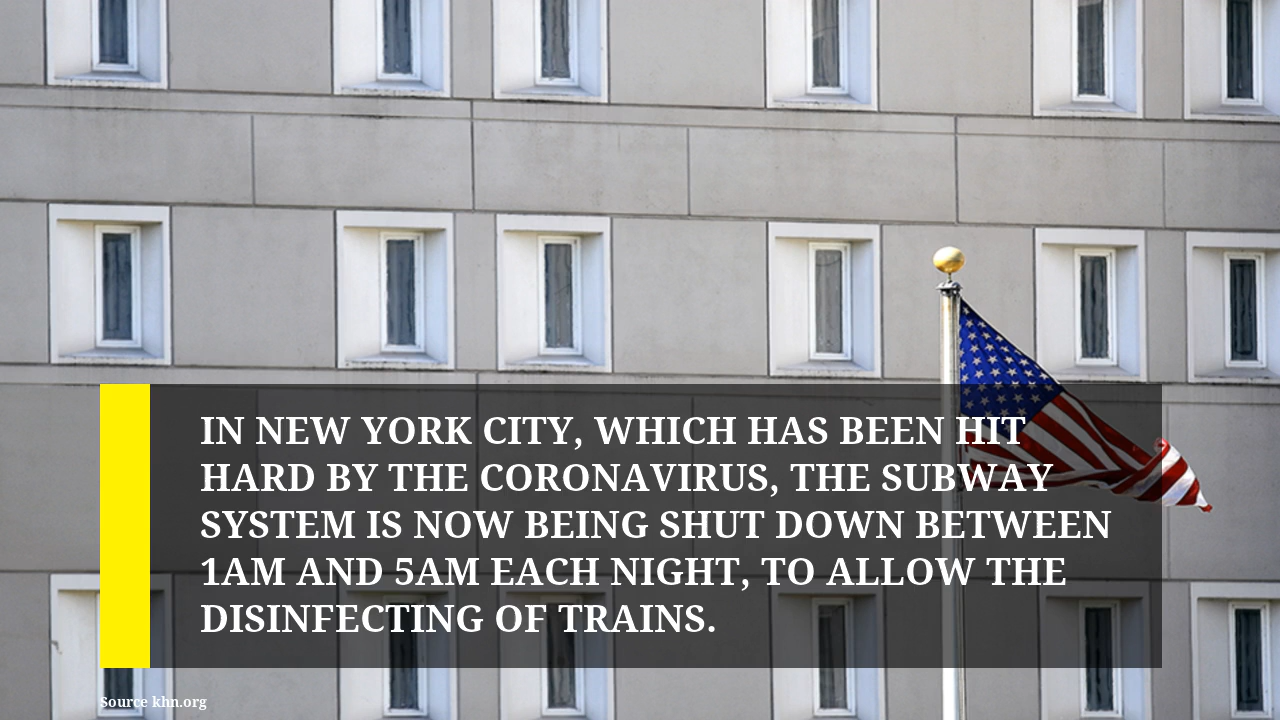 IN NEW YORK CITY, WHICH HAS BEEN HIT
HARD BY THE CORONAVIRUS, THE SUBWAY
SYSTEM IS NOW BEING SHUT DOWN BETWEEN
1AM AND 5AM EACH NIGHT, TO ALLOW THE
DISINFECTING OF TRAINS.
Source khn.org